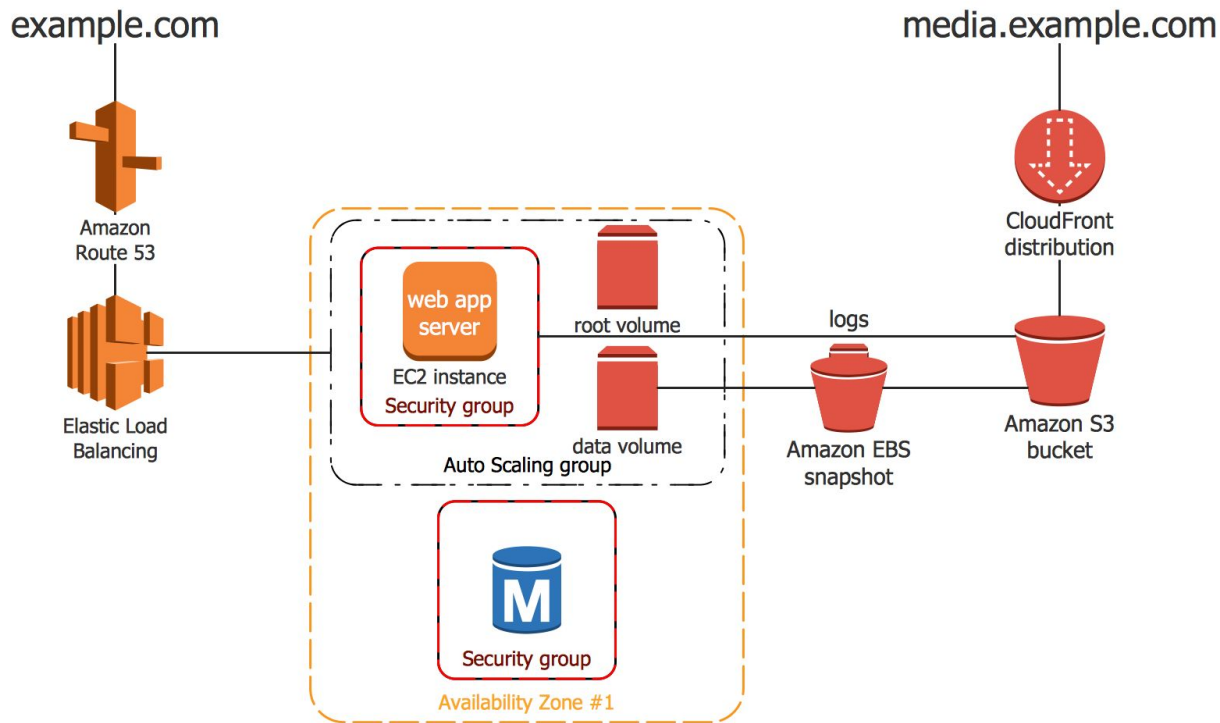 example.com
media.example.com
Amazon
Route 53
CloudFront
distribution
web app
server
root volume
logs
EC2 instance
Security group
Elastic Load
Balancing
data volume
Auto Scaling group
Amazon EBS
snapshot
Amazon S3
bucket
M
Security group
Availability Zone #1